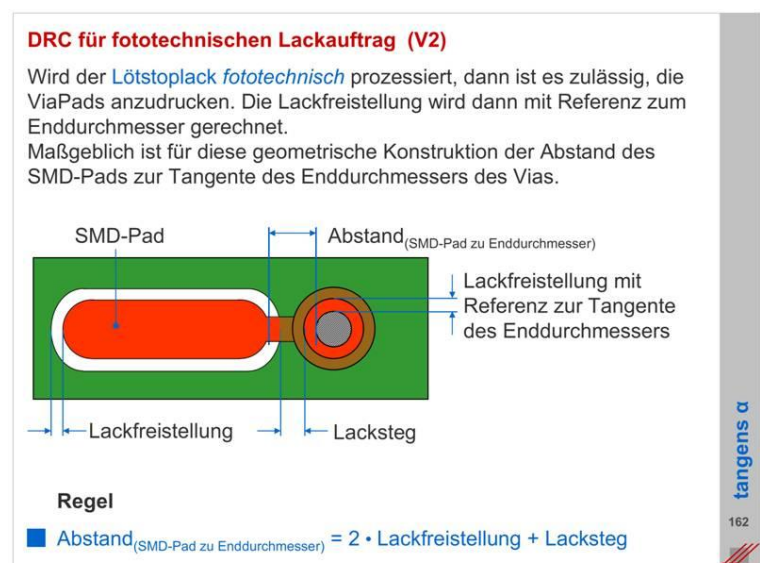 DRC für fototechnischen Lackauftrag (V2)
Wird der Lötstoplack fototechnisch prozessiert, dann ist es zulässig, die
ViaPads anzudrucken. Die Lackfreistellung wird dann mit Referenz zum
Enddurchmesser gerechnet.
Maßgeblich ist für diese geometrische Konstruktion der Abstand des
SMD-Pads zur Tangente des Enddurchmessers des Vias.
SMD-Pad
Abstand(SMD-Pad zu Enddurchmesser)
Lackfreistellung mit
Referenz zur Tangente
des Enddurchmessers
Lackfreistellung
Lacksteg
Regel
Abstand(SMD-Pad zu Enddurchmesser) = 2 • Lackfreistellung + Lacksteg
tangens α
162